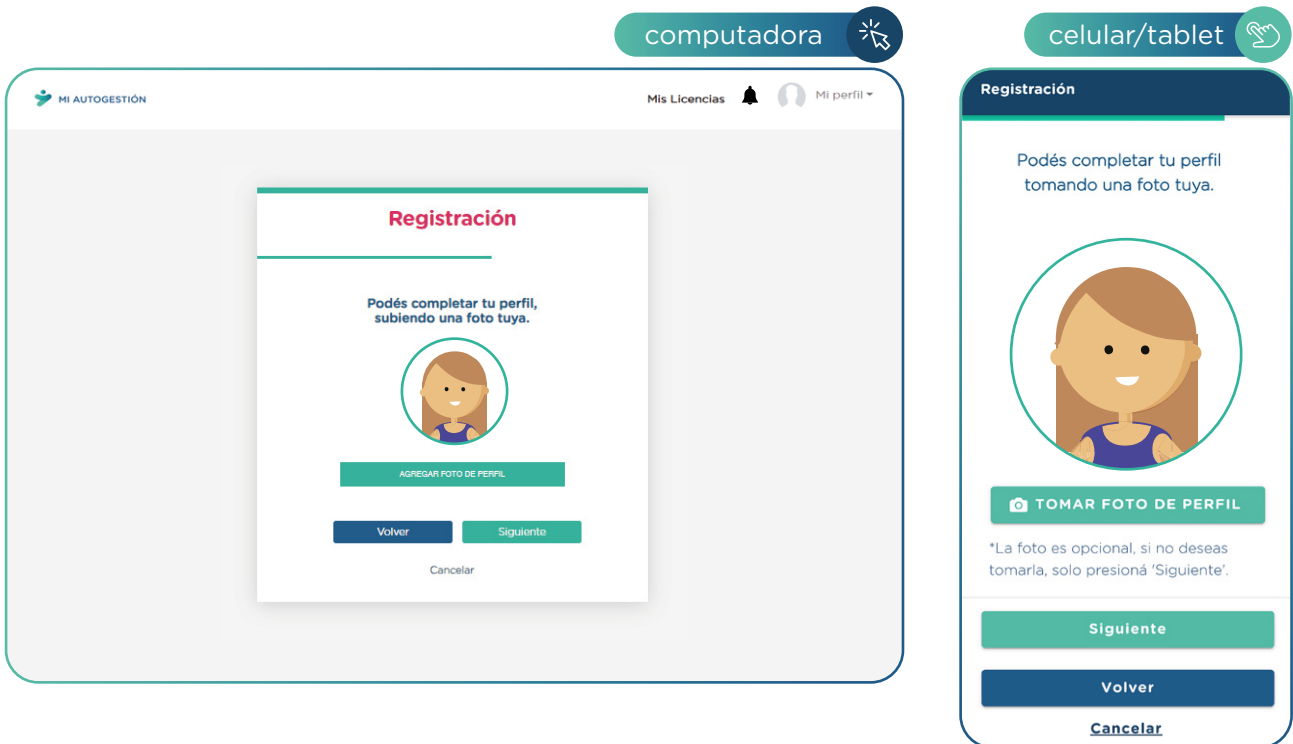 computadora
MI AUTOGESTIÓN
Mis Licencias
Mi perfil
Registración
Podés completar tu perfil,
subiendo una foto tuya.
AGREGAR FOTO DE PERFIL
Volver
Siguiente
Cancelar
celular/tablet
Registración
Podés completar tu perfil
tomando una foto tuya.
TOMAR FOTO DE PERFIL
*La foto es opcional, si no deseas
tomarla, solo presioná 'Siguiente'.
Siguiente
Volver
Cancelar